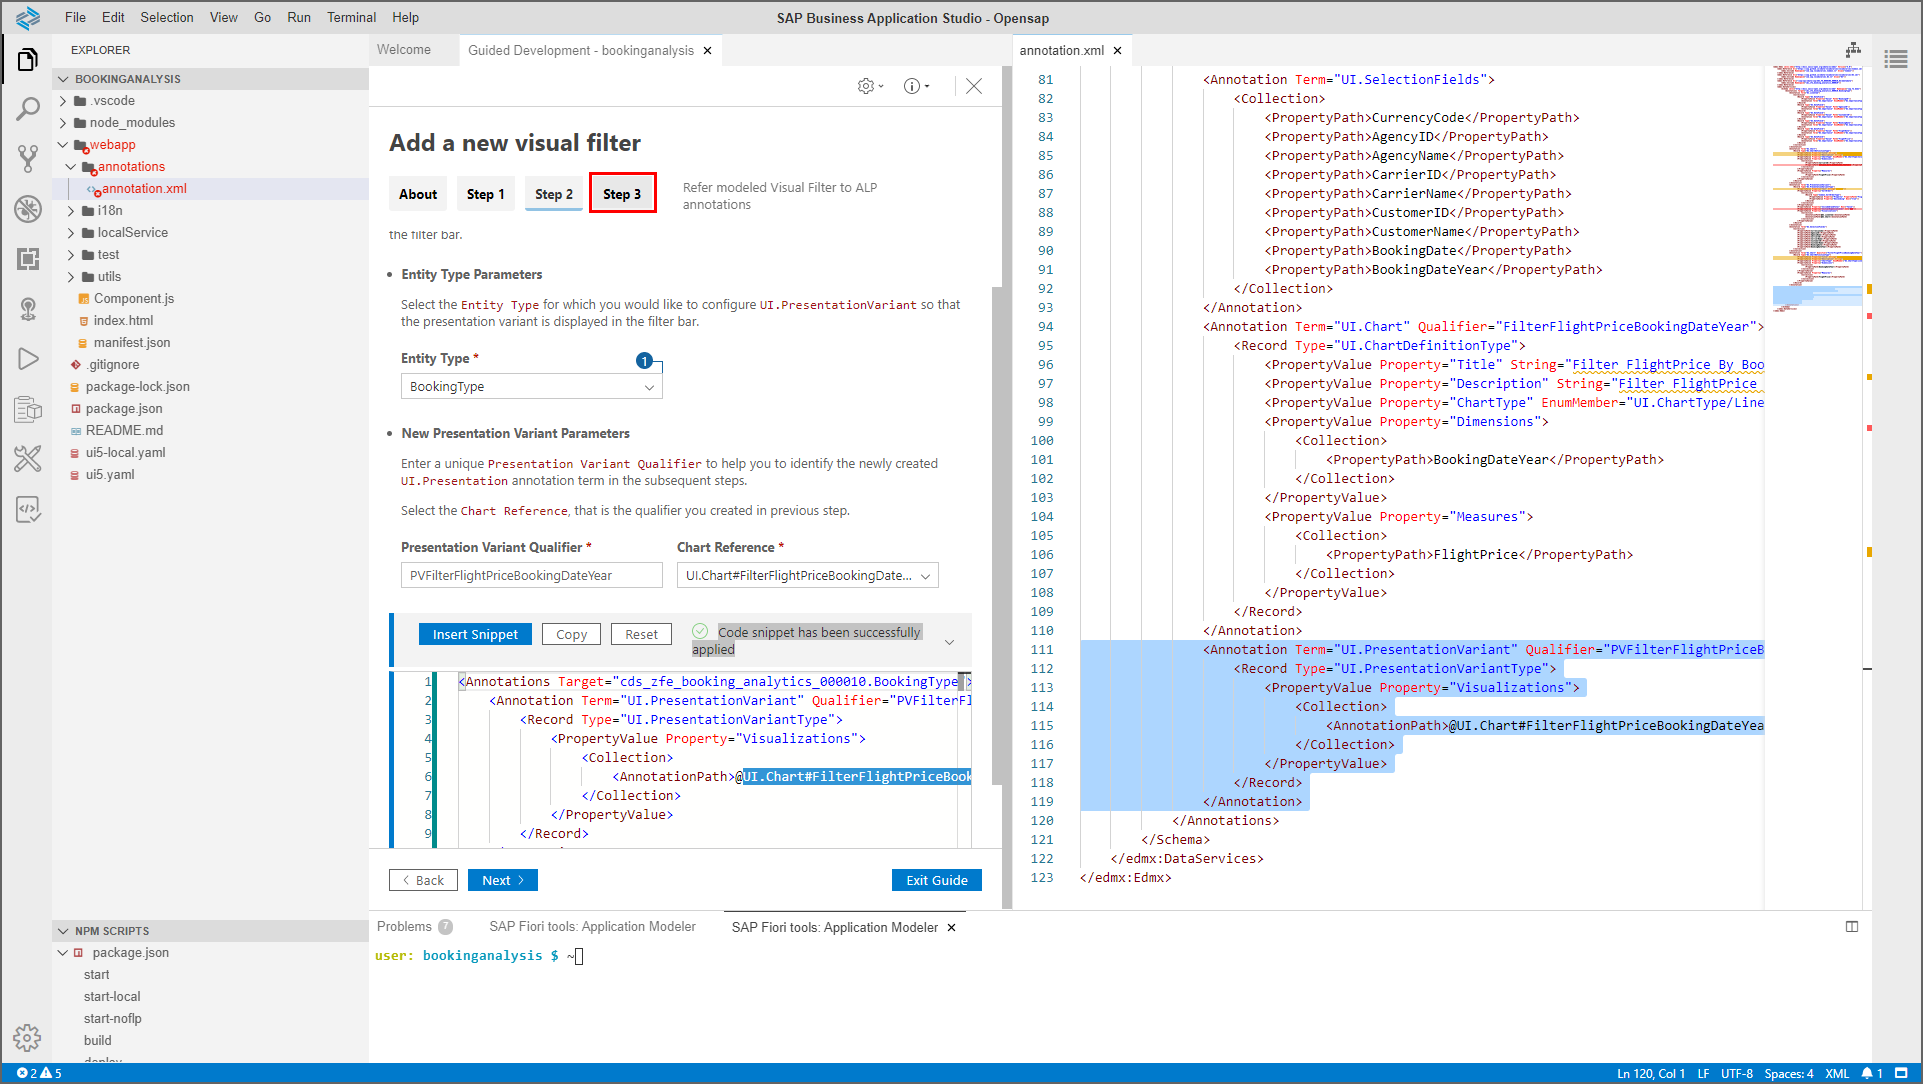 File Edit Selection View Go Run Terminal Help
SAP Business Application Studio - Opensap
EXPLORER
BOOKINGANALYSIS
.vscode
node_modules
webapp
annotations
annotation.xml
i18n
localService
test
utils
Component.js
index.html
manifest.json
.gitignore
package-lock.json
package.json
README.md
ui5-local.yaml
ui5.yaml
NPM SCRIPTS
package.json
start
start-local
start-noflp
build
deploy
Welcome
Guided Development - bookinganalysis
Add a new visual filter
About Step 1 Step 2 Step 3
Refer modeled Visual Filter to ALP
annotations
the filter bar.
Entity Type Parameters
Select the Entity Type for which you would like to configure UI.PresentationVariant so that
the presentation variant is displayed in the filter bar.
Entity Type *
1
BookingType
New Presentation Variant Parameters
Enter a unique Presentation Variant Qualifier to help you to identify the newly created
UI.Presentation annotation term in the subsequent steps.
Select the Chart Reference, that is the qualifier you created in previous step.
Presentation Variant Qualifier * Chart Reference *
PVFilterFlightPriceBookingDateYear UI.Chart#FilterFlightPriceBookingDate...
Insert Snippet Copy Reset
Code snippet has been successfully
applied
1 <Annotations Target="cds_zfe_booking_analytics_000010.BookingType">
2 <Annotation Term="UI.PresentationVariant" Qualifier="PVFilterFl
3 <Record Type="UI.PresentationVariantType">
4 <PropertyValue Property="Visualizations">
5 <Collection>
6 <AnnotationPath>@UI.Chart#FilterFlightPriceBook
7 </Collection>
8 </PropertyValue>
9 </Record>
Back Next Exit Guide
annotation.xml
81 <Annotation Term="UI.SelectionFields">
82 <Collection>
83 <PropertyPath>CurrencyCode</PropertyPath>
84 <PropertyPath>AgencyID</PropertyPath>
85 <PropertyPath>AgencyName</PropertyPath>
86 <PropertyPath>CarrierID</PropertyPath>
87 <PropertyPath>CarrierName</PropertyPath>
88 <PropertyPath>CustomerID</PropertyPath>
89 <PropertyPath>CustomerName</PropertyPath>
90 <PropertyPath>BookingDate</PropertyPath>
91 <PropertyPath>BookingDateYear</PropertyPath>
92 </Collection>
93 </Annotation>
94 <Annotation Term="UI.Chart" Qualifier="FilterFlightPriceBookingDateYear">
95 <Record Type="UI.ChartDefinitionType">
96 <PropertyValue Property="Title" String="Filter FlightPrice By Boo
97 <PropertyValue Property="Description" String="Filter FlightPrice
98 <PropertyValue Property="ChartType" EnumMember="UI.ChartType/Line
99 <PropertyValue Property="Dimensions">
100 <Collection>
101 <PropertyPath>BookingDateYear</PropertyPath>
102 </Collection>
103 </PropertyValue>
104 <PropertyValue Property="Measures">
105 <Collection>
106 <PropertyPath>FlightPrice</PropertyPath>
107 </Collection>
108 </PropertyValue>
109 </Record>
110 </Annotation>
111 <Annotation Term="UI.PresentationVariant" Qualifier="PVFilterFlightPriceB
112 <Record Type="UI.PresentationVariantType">
113 <PropertyValue Property="Visualizations">
114 <Collection>
115 <AnnotationPath>@UI.Chart#FilterFlightPriceBookingDateYea
116 </Collection>
117 </PropertyValue>
118 </Record>
119 </Annotation>
120 </Annotations>
121 </Schema>
122 </edmx:DataServices>
123 </edmx:Edmx>
Problems 7
SAP Fiori tools: Application Modeler
SAP Fiori tools: Application Modeler
user: bookinganalysis $ ~
2 5
Ln 120, Col 1 LF UTF-8 Spaces: 4 XML 1